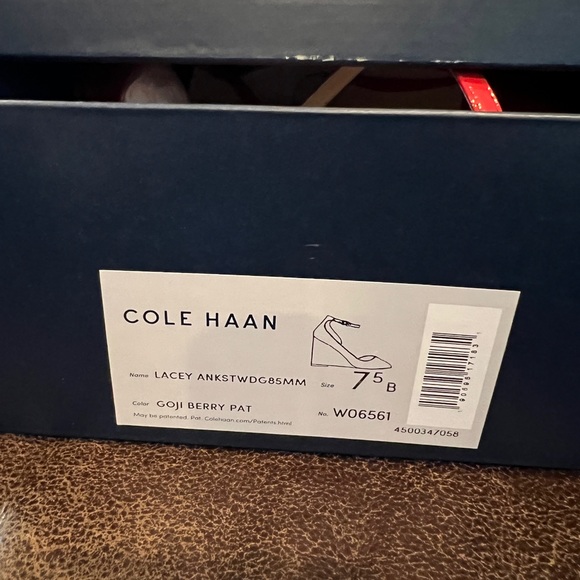 COLE HAAN
Name LACEY ANKSTWDG85MM
Size 7 5 B
Color GOJI BERRY PAT
No. W06561
May be patented. Pat. Colehaan.com/Patents.html
4500347058